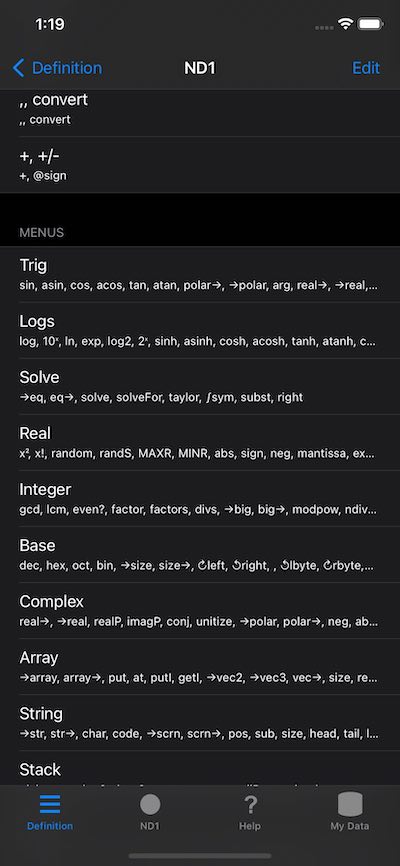 1:19
Definition ND1 Edit
,, convert
,, convert
+, +/-
+, @sign
MENUS
Trig
sin, asin, cos, acos, tan, atan, polar→, →polar, arg, real→, →real,...
Logs
log, 10ˣ, ln, exp, log2, 2ˣ, sinh, asinh, cosh, acosh, tanh, atanh, c...
Solve
→eq, eq→, solve, solveFor, taylor, ∫sym, subst, right
Real
x², x!, random, randS, MAXR, MINR, abs, sign, neg, mantissa, ex...
Integer
gcd, lcm, even?, factor, factors, divs, →big, big→, modpow, ndiv...
Base
dec, hex, oct, bin, →size, size→, ↻left, ↺right, , ↺lbyte, ↻rbyte,...
Complex
real→, →real, realP, imagP, conj, unitize, →polar, polar→, neg, ab...
Array
→array, array→, put, at, putI, getI, →vec2, →vec3, vec→, size, re...
String
→str, str→, char, code, →scrn, scrn→, pos, sub, size, head, tail, l...
Stack
Definition ND1 Help My Data